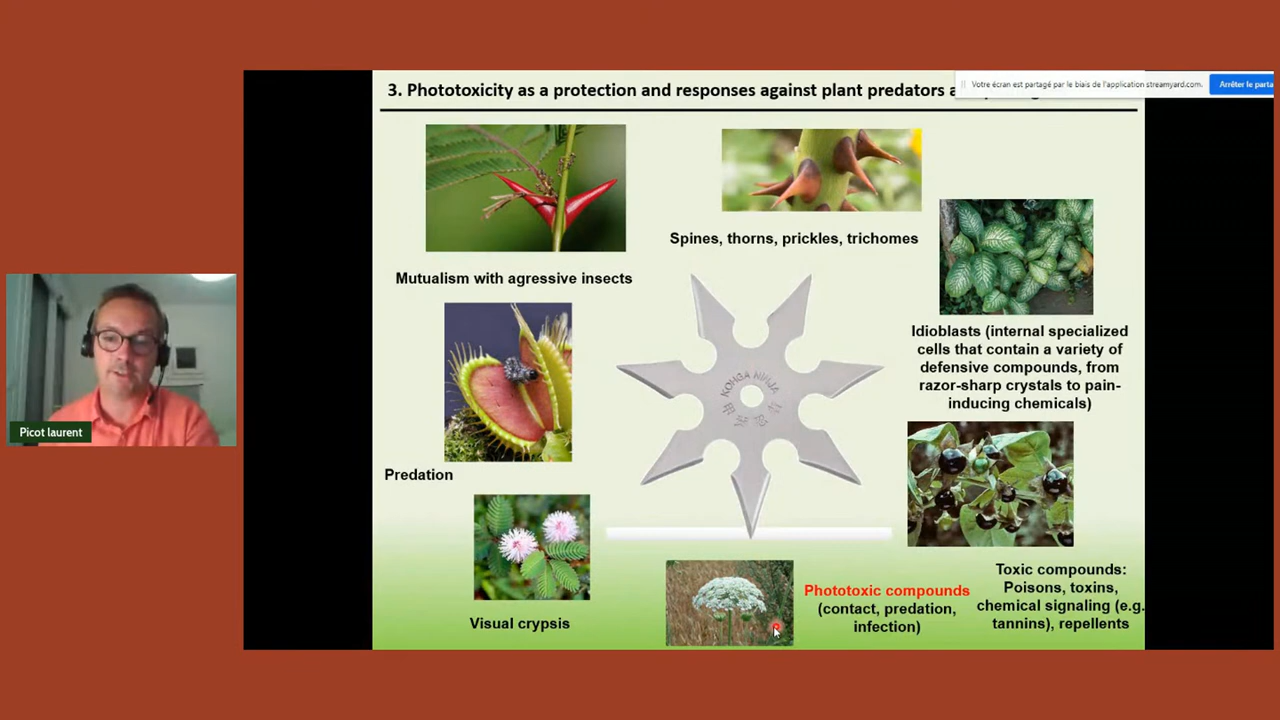 3. Phototoxicity as a protection and responses against plant predators a
Votre écran est partagé par le biais de l'application streamyard.com.
Arrêter le parta
Mutualism with agressive insects
Spines, thorns, prickles, trichomes
Idioblasts (internal specialized
cells that contain a variety of
defensive compounds, from
razor-sharp crystals to pain-
inducing chemicals)
KOHGA NINJA
Picot laurent
Predation
Visual crypsis
Phototoxic compounds
(contact, predation,
infection)
Toxic compounds:
Poisons, toxins,
chemical signaling (e.g.
tannins), repellents